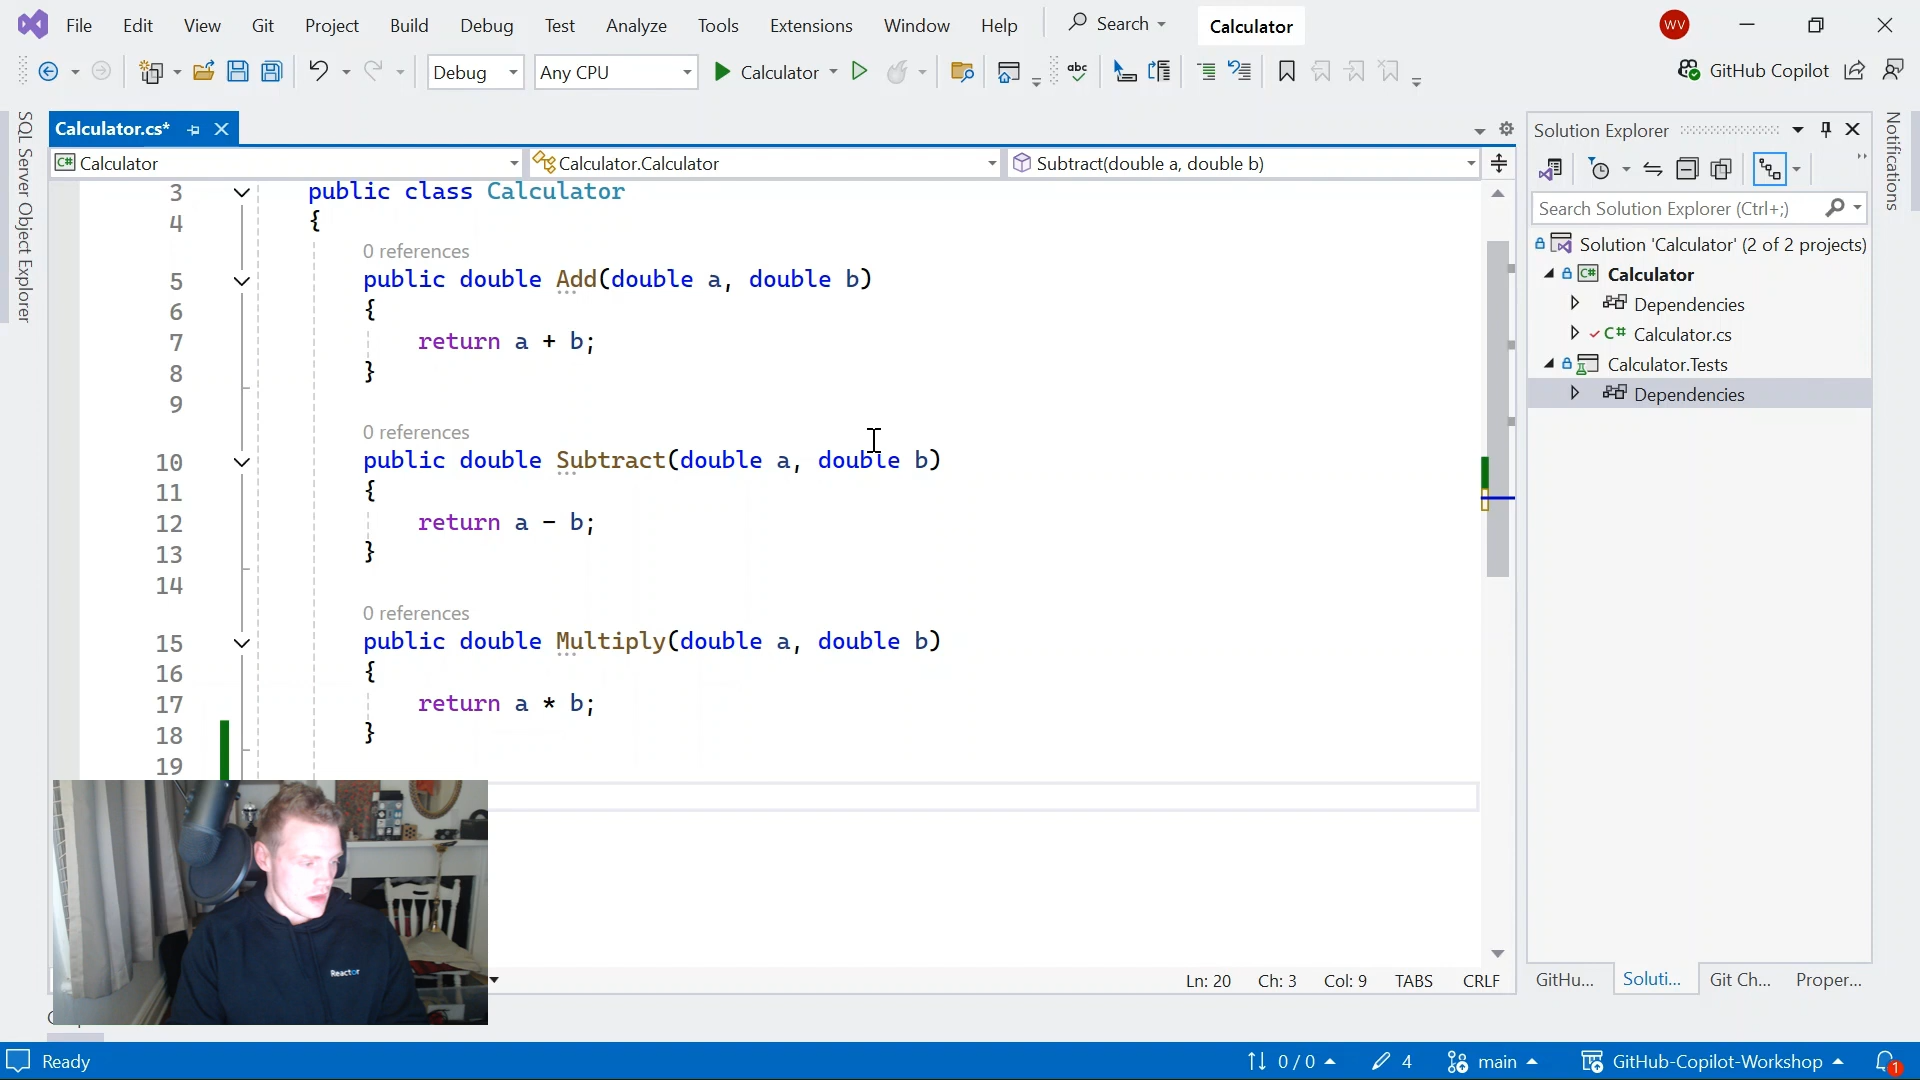 File Edit View Git Project Build Debug Test Analyze Tools Extensions Window Help Search Calculator WV
Debug Any CPU Calculator abc GitHub Copilot
SQL Server Object Explorer
Calculator.cs*
C# Calculator Calculator.Calculator Subtract(double a, double b)
3 public class Calculator
4 {
0 references
5 public double Add(double a, double b)
6 {
7 return a + b;
8 }
9
0 references
10 public double Subtract(double a, double b)
11 {
12 return a - b;
13 }
14
0 references
15 public double Multiply(double a, double b)
16 {
17 return a * b;
18 }
19
Reactor
Ln: 20 Ch: 3 Col: 9 TABS CRLF
Solution Explorer
Search Solution Explorer (Ctrl+;)
Solution 'Calculator' (2 of 2 projects)
C# Calculator
Dependencies
C# Calculator.cs
Calculator.Tests
Dependencies
GitHu... Soluti... Git Ch... Proper...
Notifications
Ready 0 / 0 4 main GitHub-Copilot-Workshop 1